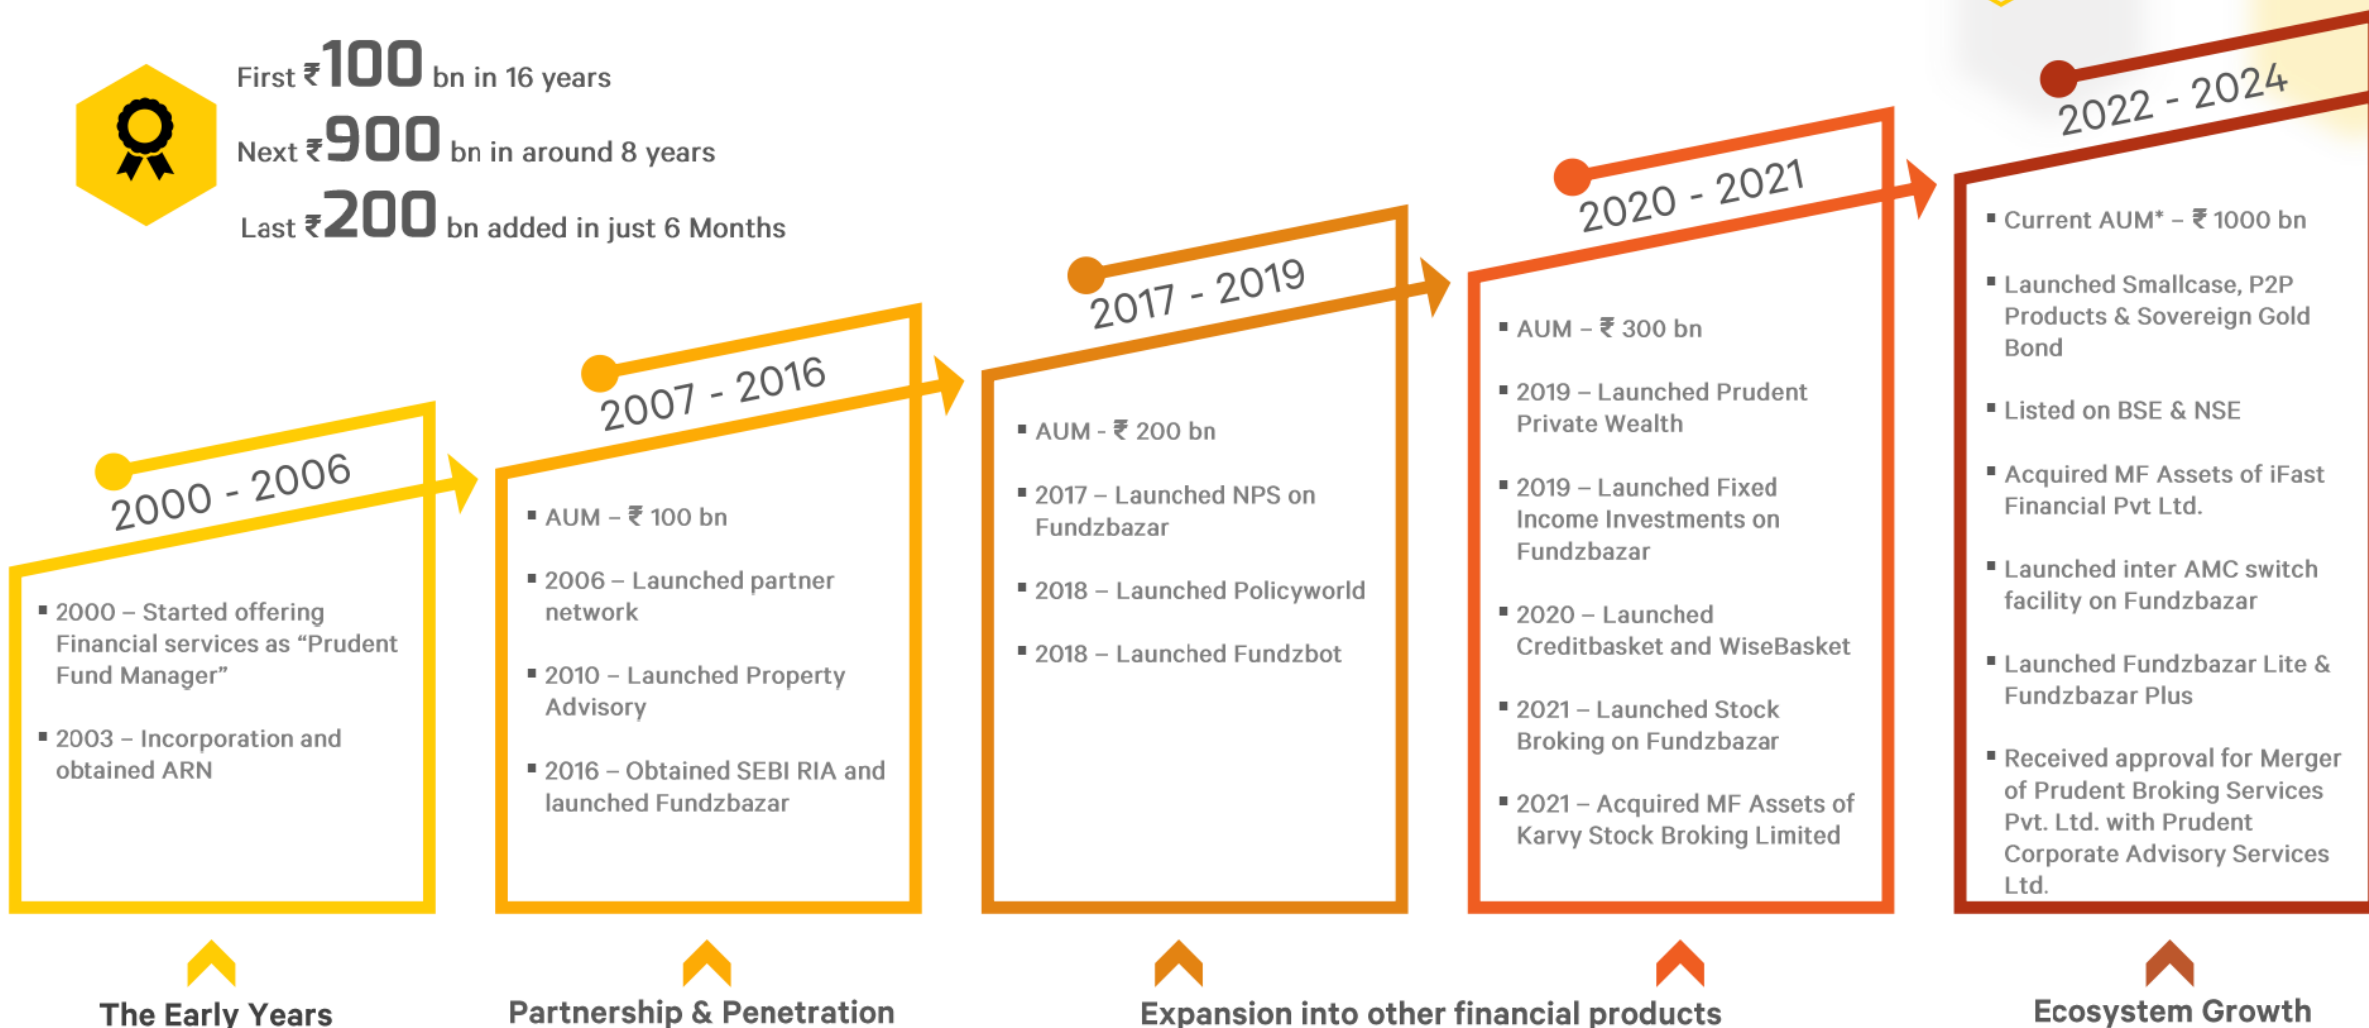 First ₹100 bn in 16 years
Next ₹900 bn in around 8 years
Last ₹200 bn added in just 6 Months
2000 - 2006
▪ 2000 – Started offering
Financial services as “Prudent
Fund Manager”
▪ 2003 – Incorporation and
obtained ARN
The Early Years
2007 - 2016
▪ AUM – ₹ 100 bn
▪ 2006 – Launched partner
network
▪ 2010 – Launched Property
Advisory
▪ 2016 – Obtained SEBI RIA and
launched Fundzbazar
Partnership & Penetration
2017 - 2019
▪ AUM - ₹ 200 bn
▪ 2017 – Launched NPS on
Fundzbazar
▪ 2018 – Launched Policyworld
▪ 2018 – Launched Fundzbot
2020 - 2021
▪ AUM – ₹ 300 bn
▪ 2019 – Launched Prudent
Private Wealth
▪ 2019 – Launched Fixed
Income Investments on
Fundzbazar
▪ 2020 – Launched
Creditbasket and WiseBasket
▪ 2021 – Launched Stock
Broking on Fundzbazar
▪ 2021 – Acquired MF Assets of
Karvy Stock Broking Limited
Expansion into other financial products
2022 - 2024
▪ Current AUM* – ₹ 1000 bn
▪ Launched Smallcase, P2P
Products & Sovereign Gold
Bond
▪ Listed on BSE & NSE
▪ Acquired MF Assets of iFast
Financial Pvt Ltd.
▪ Launched inter AMC switch
facility on Fundzbazar
▪ Launched Fundzbazar Lite &
Fundzbazar Plus
▪ Received approval for Merger
of Prudent Broking Services
Pvt. Ltd. with Prudent
Corporate Advisory Services
Ltd.
Ecosystem Growth